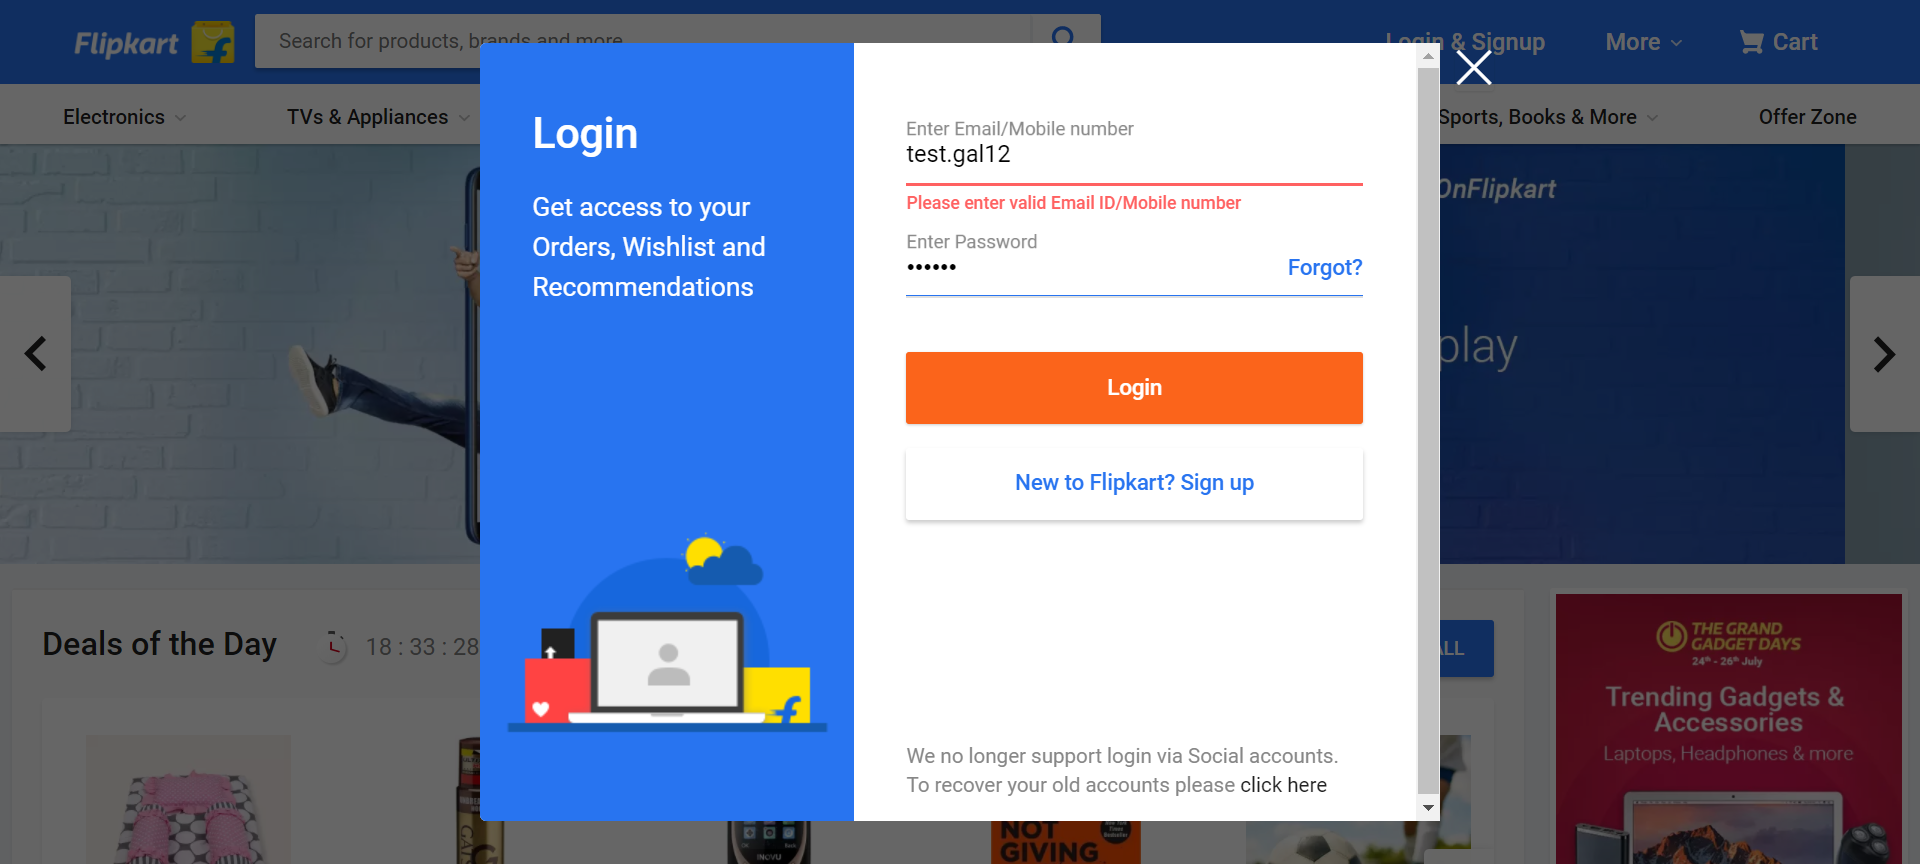 Flipkart
Search for products, brands and more
Login & Signup
More
Cart
Electronics
TVs & Appliances
Sports, Books & More
Offer Zone
Login
Get access to your
Orders, Wishlist and
Recommendations
Enter Email/Mobile number
test.gal12
Please enter valid Email ID/Mobile number
Enter Password
••••••
Forgot?
Login
New to Flipkart? Sign up
We no longer support login via Social accounts.
To recover your old accounts please click here
OnFlipkart
play
Deals of the Day
18 : 33 : 28
ALL
THE GRAND
GADGET DAYS
24th - 26th July
Trending Gadgets &
Accessories
Laptops, Headphones & more
INOVU
NOT
GIVING